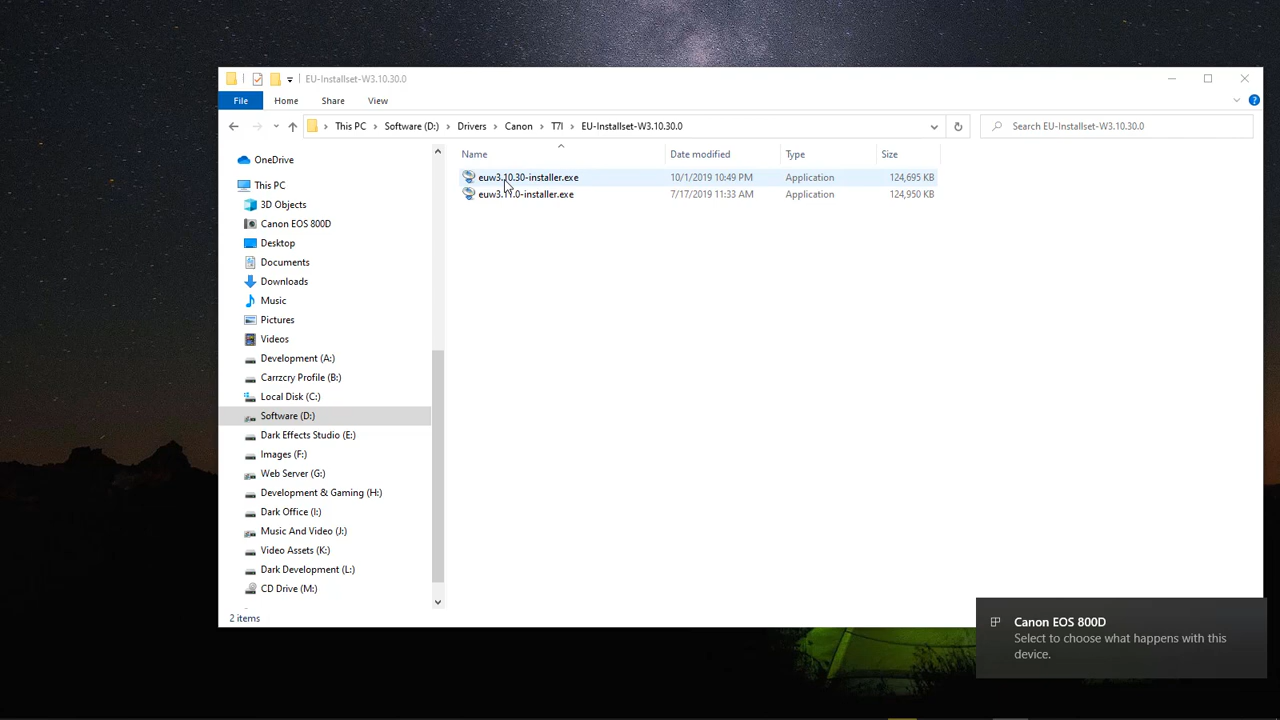 EU-Installset-W3.10.30.0
File Home Share View
This PC Software (D:) Drivers Canon T7I EU-Installset-W3.10.30.0 Search EU-Installset-W3.10.30.0
Name Date modified Type Size
euw3.10.30-installer.exe 10/1/2019 10:49 PM Application 124,695 KB
euw3.11.0-installer.exe 7/17/2019 11:33 AM Application 124,950 KB
OneDrive
This PC
3D Objects
Canon EOS 800D
Desktop
Documents
Downloads
Music
Pictures
Videos
Development (A:)
Carrzcry Profile (B:)
Local Disk (C:)
Software (D:)
Dark Effects Studio (E:)
Images (F:)
Web Server (G:)
Development & Gaming (H:)
Dark Office (I:)
Music And Video (J:)
Video Assets (K:)
Dark Development (L:)
CD Drive (M:)
2 items
Canon EOS 800D
Select to choose what happens with this
device.